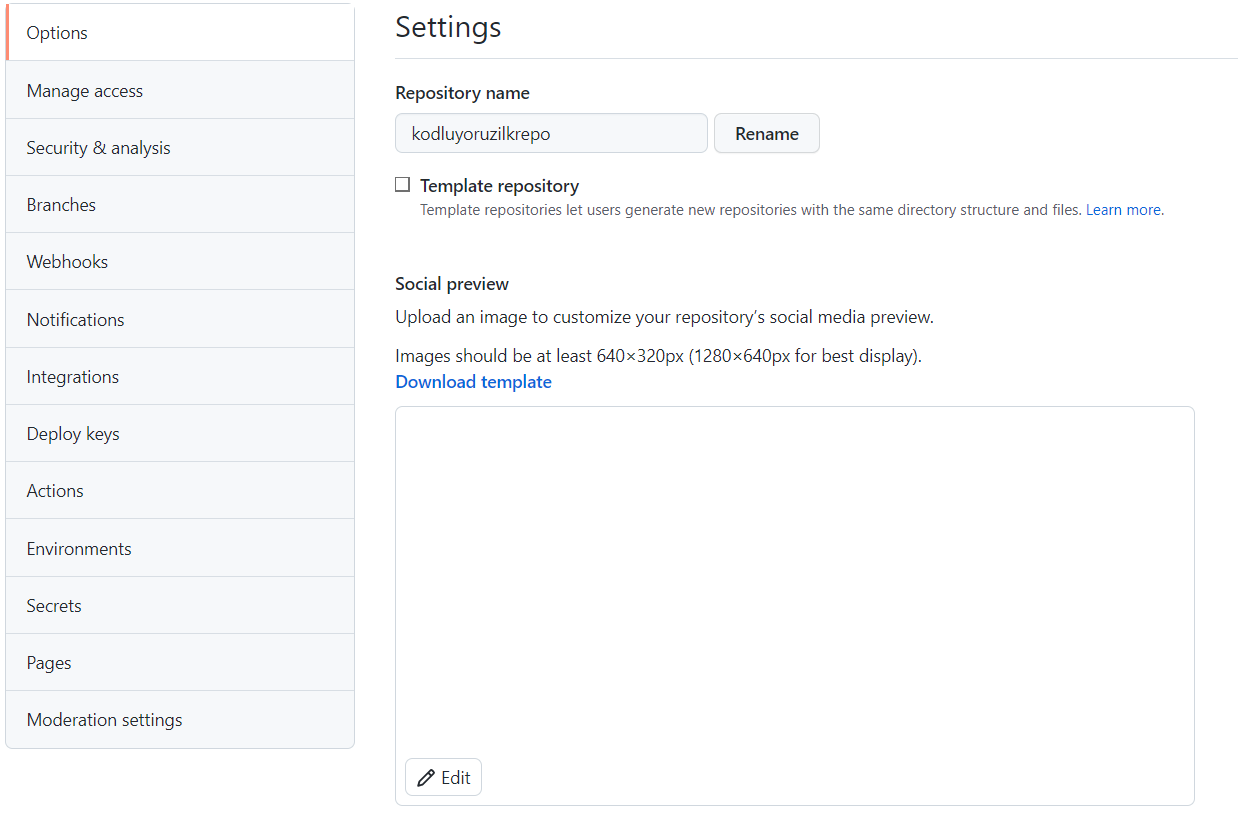 Options
Manage access
Security & analysis
Branches
Webhooks
Notifications
Integrations
Deploy keys
Actions
Environments
Secrets
Pages
Moderation settings
Settings
Repository name
kodluyoruzilkrepo
Rename
Template repository
Template repositories let users generate new repositories with the same directory structure and files. Learn more.
Social preview
Upload an image to customize your repository’s social media preview.
Images should be at least 640×320px (1280×640px for best display).
Download template
Edit